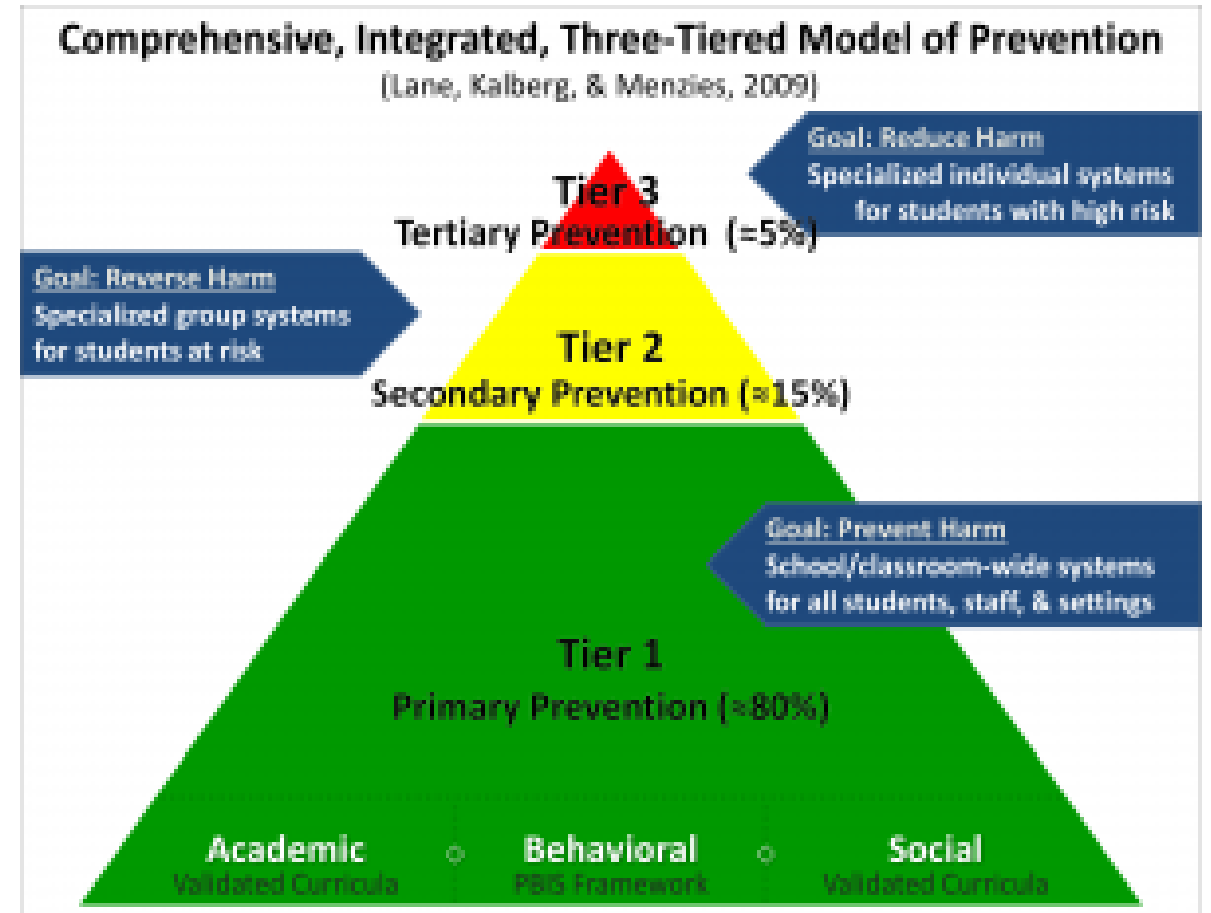 Comprehensive, Integrated, Three-Tiered Model of Prevention
(Lane, Kalberg, & Menzies, 2009)
Goal: Reduce Harm
Specialized individual systems
for students with high risk
Tier 3
Tertiary Prevention (≈5%)
Goal: Reverse Harm
Specialized group systems
for students at risk
Tier 2
Secondary Prevention (≈15%)
Goal: Prevent Harm
School/classroom-wide systems
for all students, staff, & settings
Tier 1
Primary Prevention (≈80%)
Academic ○ Behavioral ○ Social
Validated Curricula PBIS Framework Validated Curricula